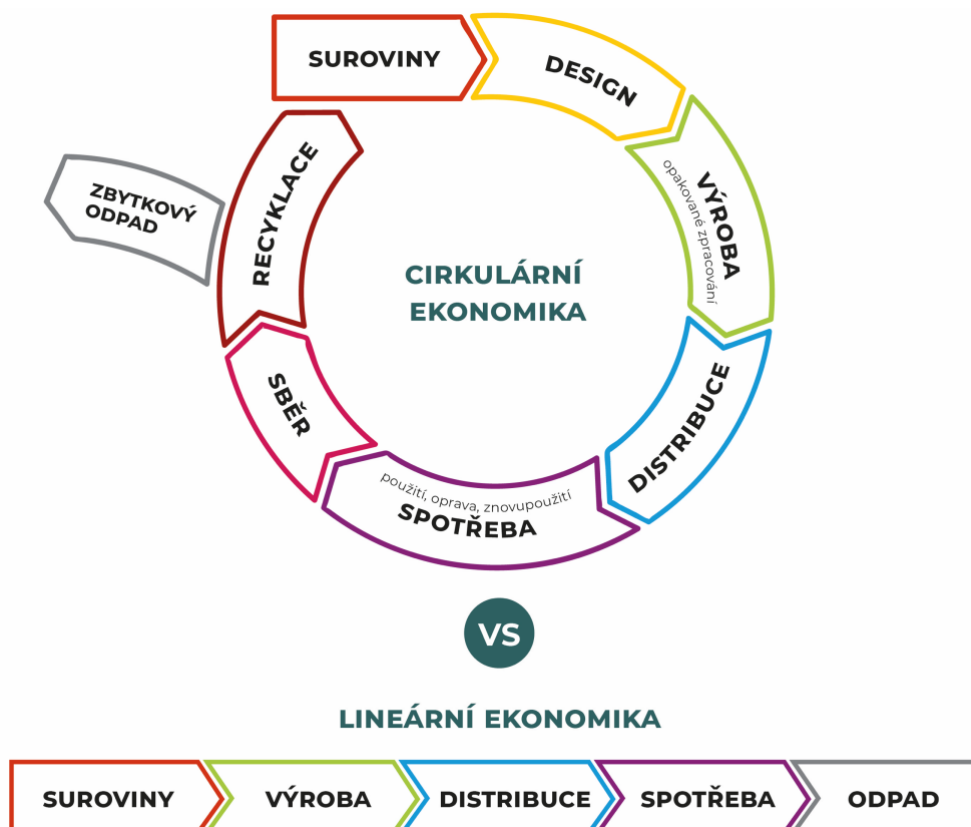 SUROVINY
DESIGN
VÝROBA
opakované zpracování
DISTRIBUCE
použití, oprava, znovupoužití
SPOTŘEBA
SBĚR
RECYKLACE
ZBYTKOVÝ
ODPAD
CIRKULÁRNÍ
EKONOMIKA
VS
LINEÁRNÍ EKONOMIKA
SUROVINY
VÝROBA
DISTRIBUCE
SPOTŘEBA
ODPAD